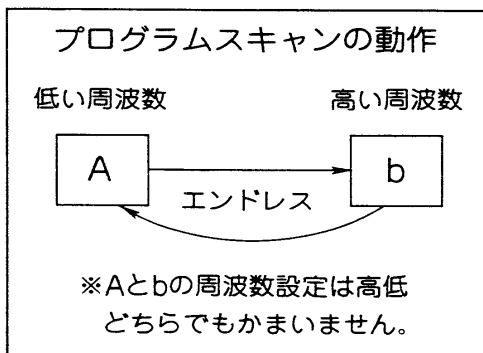 プログラムスキャンの動作
低い周波数 高い周波数
A b
エンドレス
※Aとbの周波数設定は高低
どちらでもかまいません。